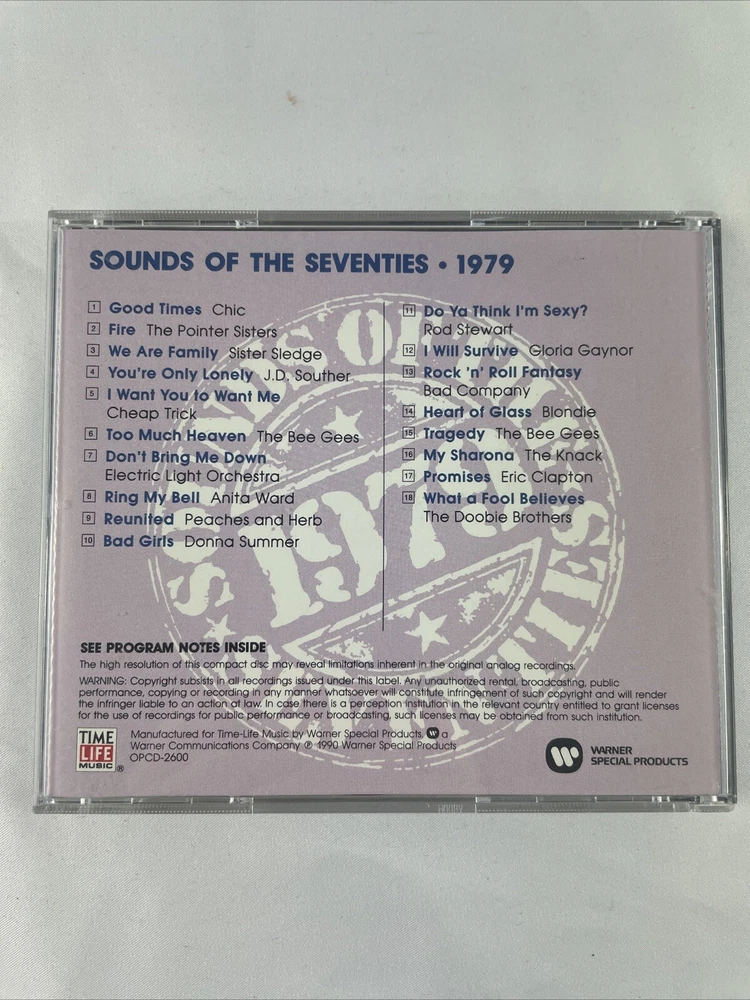 SOUNDS OF THE SEVENTIES • 1979
1 Good Times Chic
2 Fire The Pointer Sisters
3 We Are Family Sister Sledge
4 You're Only Lonely J.D. Souther
5 I Want You to Want Me
Cheap Trick
6 Too Much Heaven The Bee Gees
7 Don't Bring Me Down
Electric Light Orchestra
8 Ring My Bell Anita Ward
9 Reunited Peaches and Herb
10 Bad Girls Donna Summer
11 Do Ya Think I'm Sexy?
Rod Stewart
12 I Will Survive Gloria Gaynor
13 Rock 'n' Roll Fantasy
Bad Company
14 Heart of Glass Blondie
15 Tragedy The Bee Gees
16 My Sharona The Knack
17 Promises Eric Clapton
18 What a Fool Believes
The Doobie Brothers
SOUNDS OF THE SEVENTIES
1979
SEE PROGRAM NOTES INSIDE
The high resolution of this compact disc may reveal limitations inherent in the original analog recordings.
WARNING: Copyright subsists in all recordings issued under this label. Any unauthorized rental, broadcasting, public
performance, copying or recording in any manner whatsoever will constitute infringement of such copyright and will render
the infringer liable to an action at law. In case there is a person/institution in the relevant country entitled to grant licenses
for the use of recordings for public performance or broadcasting, such licenses may be obtained from such institution.
TIME
LIFE
MUSIC ®
Manufactured for Time-Life Music by Warner Special Products, a
Warner Communications Company ℗ 1990 Warner Special Products
OPCD-2600
WARNER
SPECIAL PRODUCTS